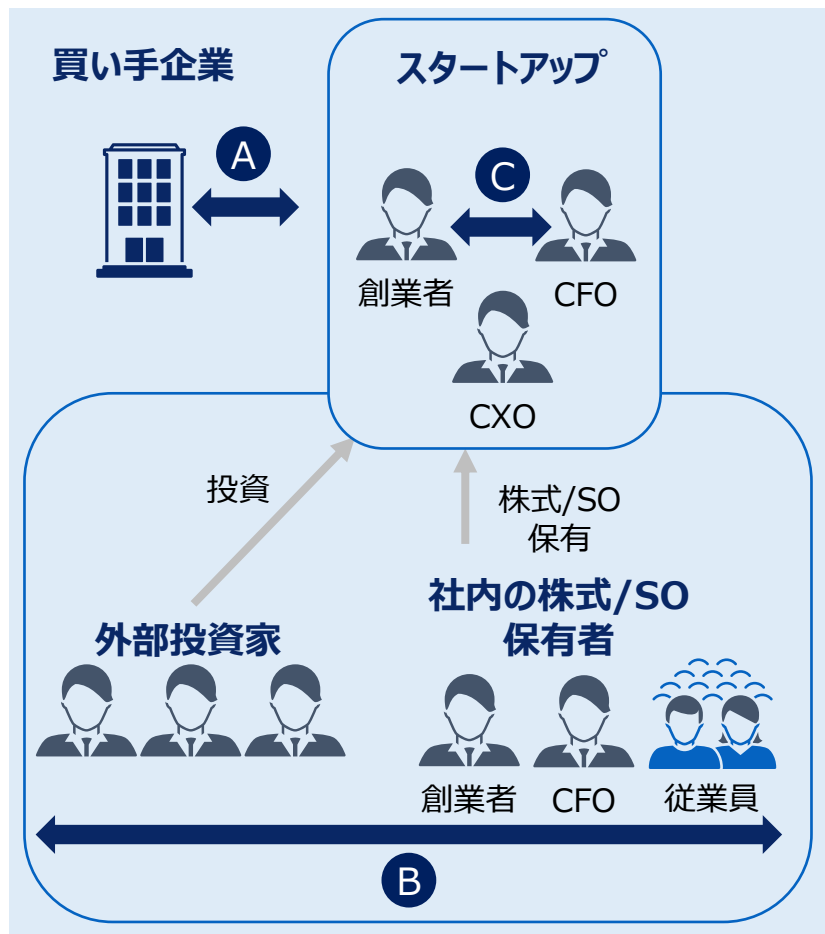 買い手企業
スタートアップ
A
C
創業者
CFO
CXO
投資
株式/SO
保有
外部投資家
社内の株式/SO
保有者
創業者
CFO
従業員
B